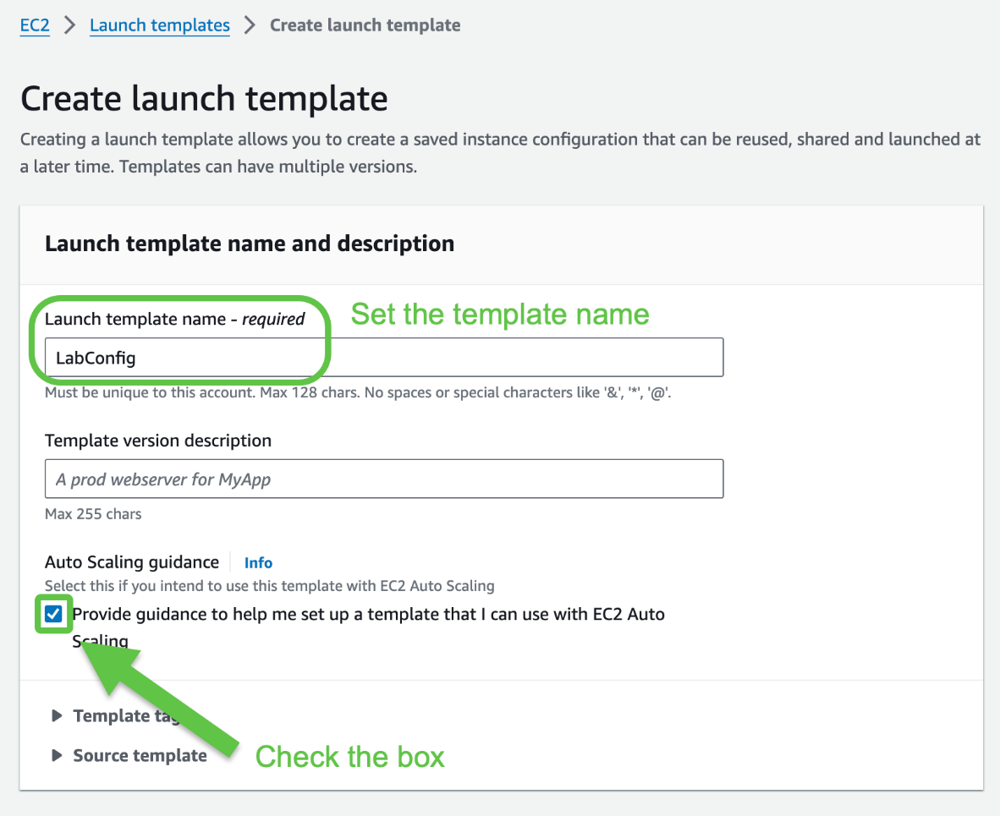 EC2 > Launch templates > Create launch template
Create launch template
Creating a launch template allows you to create a saved instance configuration that can be reused, shared and launched at
a later time. Templates can have multiple versions.
Launch template name and description
Launch template name - required
Set the template name
LabConfig
Must be unique to this account. Max 128 chars. No spaces or special characters like '&', '*', '@'.
Template version description
A prod webserver for MyApp
Max 255 chars
Auto Scaling guidance Info
Select this if you intend to use this template with EC2 Auto Scaling
Provide guidance to help me set up a template that I can use with EC2 Auto
Scaling
Template tag
Source template
Check the box